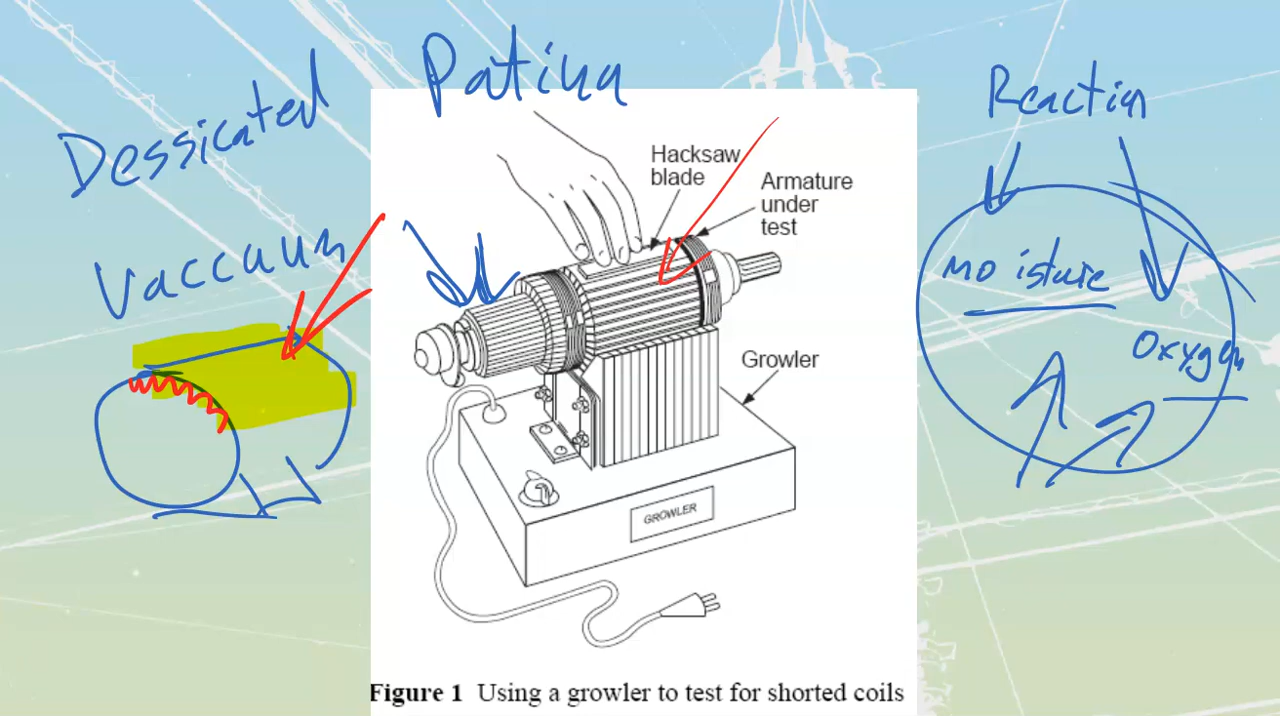 Patina
Dessicated
Vaccuum
Reaction
moisture
Oxygen
Hacksaw
blade
Armature
under
test
Growler
GROWLER
Figure 1 Using a growler to test for shorted coils